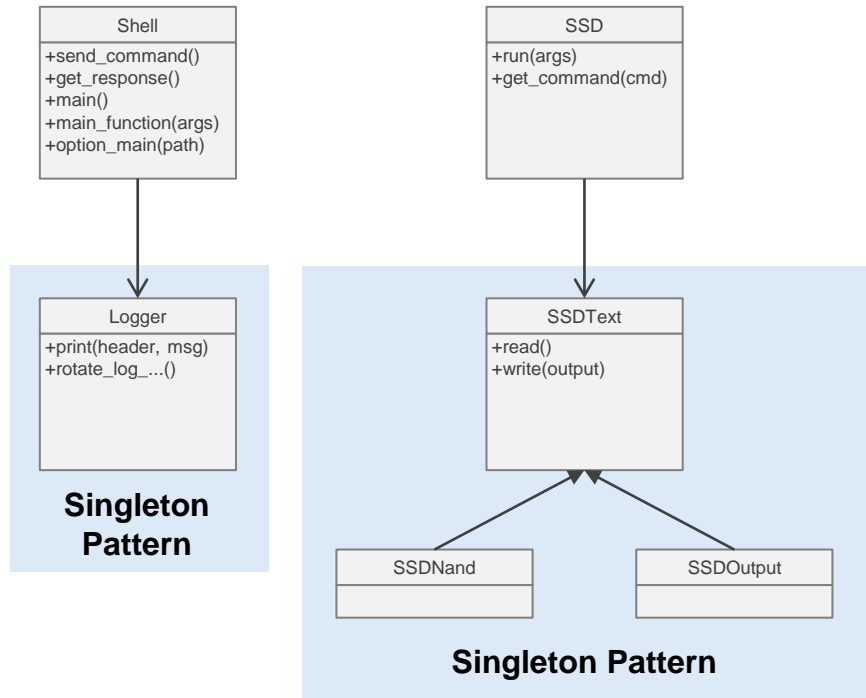 Shell
+send_command()
+get_response()
+main()
+main_function(args)
+option_main(path)
SSD
+run(args)
+get_command(cmd)
Logger
+print(header, msg)
+rotate_log_...()
Singleton
Pattern
SSDText
+read()
+write(output)
SSDNand
SSDOutput
Singleton Pattern